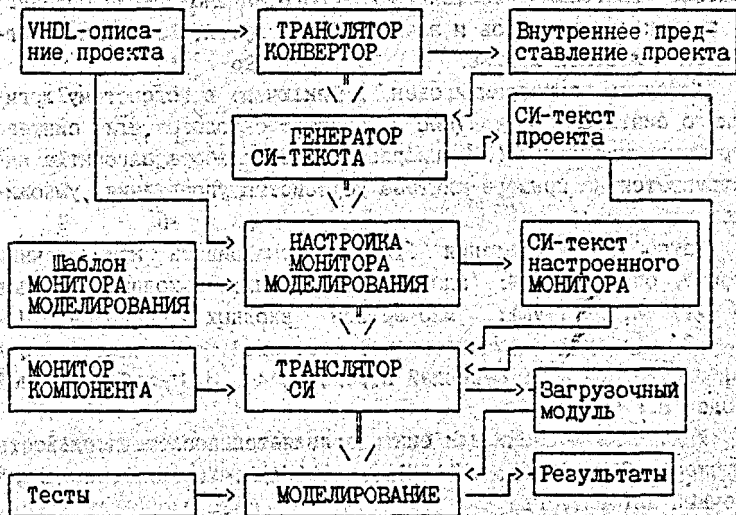 VHDL-описа-
ние проекта
ТРАНСЛЯТОР
КОНВЕРТОР
Внутреннее пред-
ставление проекта
ГЕНЕРАТОР
СИ-ТЕКСТА
СИ-текст
проекта
Шаблон
МОНИТОРА
МОДЕЛИРОВАНИЯ
НАСТРОЙКА
МОНИТОРА
МОДЕЛИРОВАНИЯ
СИ-текст
настроенного
МОНИТОРА
МОНИТОР
КОМПОНЕНТА
ТРАНСЛЯТОР
СИ
Загрузочный
модуль
Тесты
МОДЕЛИРОВАНИЕ
Результаты